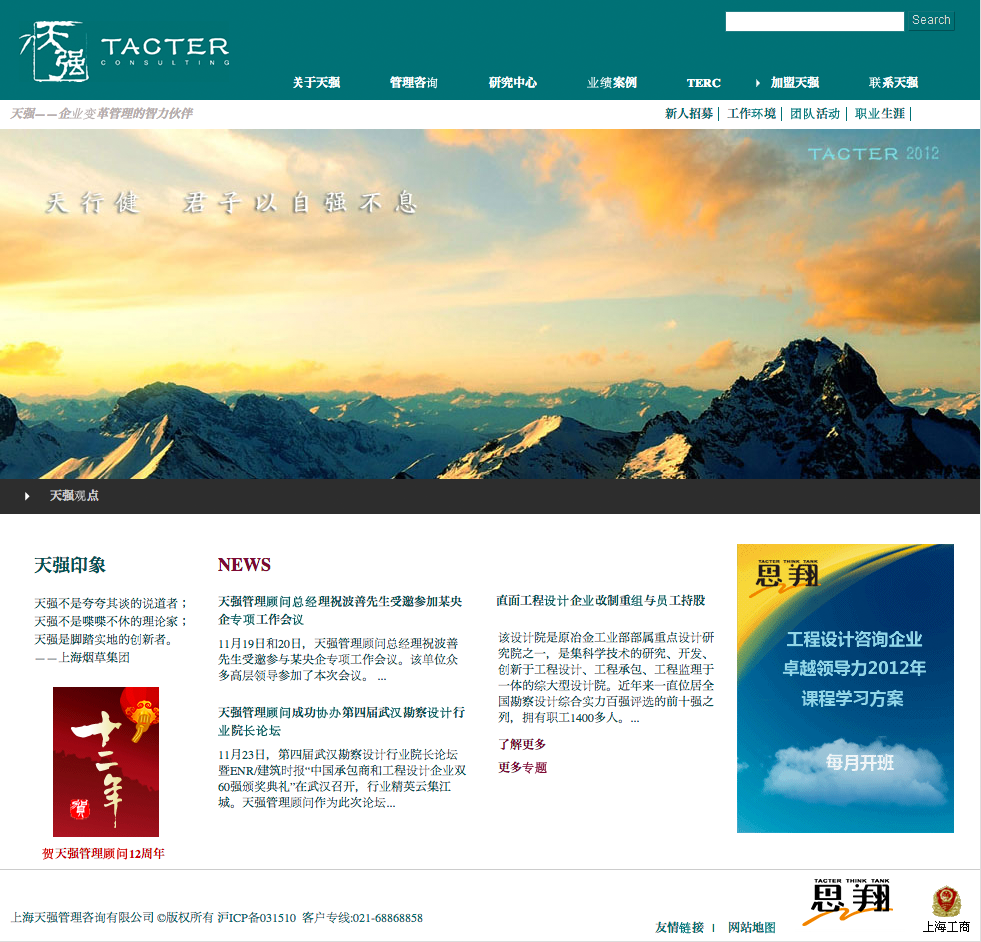 Search
天强
TACTER
CONSULTING
关于天强 管理咨询 研究中心 业绩案例 TERC 加盟天强 联系天强
天强——企业变革管理的智力伙伴
新人招募 | 工作环境 | 团队活动 | 职业生涯 |
TACTER 2012
天行健 君子以自强不息
天强观点
天强印象
天强不是夸夸其谈的说道者；
天强不是喋喋不休的理论家；
天强是脚踏实地的创新者。
——上海烟草集团
十二年
贺
贺天强管理顾问12周年
NEWS
天强管理顾问总经理祝波善先生受邀参加某央
企专项工作会议
11月19日和20日，天强管理顾问总经理祝波善
先生受邀参与某央企专项工作会议。该单位众
多高层领导参加了本次会议。 ...
天强管理顾问成功协办第四届武汉勘察设计行
业院长论坛
11月23日，第四届武汉勘察设计行业院长论坛
暨ENR/建筑时报“中国承包商和工程设计企业双
60强颁奖典礼”在武汉召开，行业精英云集江
城。天强管理顾问作为此次论坛...
直面工程设计企业改制重组与员工持股
该设计院是原冶金工业部部属重点设计研
究院之一，是集科学技术的研究、开发、
创新于工程设计、工程承包、工程监理于
一体的综大型设计院。近年来一直位居全
国勘察设计综合实力百强评选的前十强之
列，拥有职工1400多人。...
了解更多
更多专题
TACTER THINK TANK
思翔
工程设计咨询企业
卓越领导力2012年
课程学习方案
每月开班
上海天强管理咨询有限公司 ©版权所有 沪ICP备031510 客户专线:021-68868858
友情链接 | 网站地图
TACTER THINK TANK
思翔
上海工商